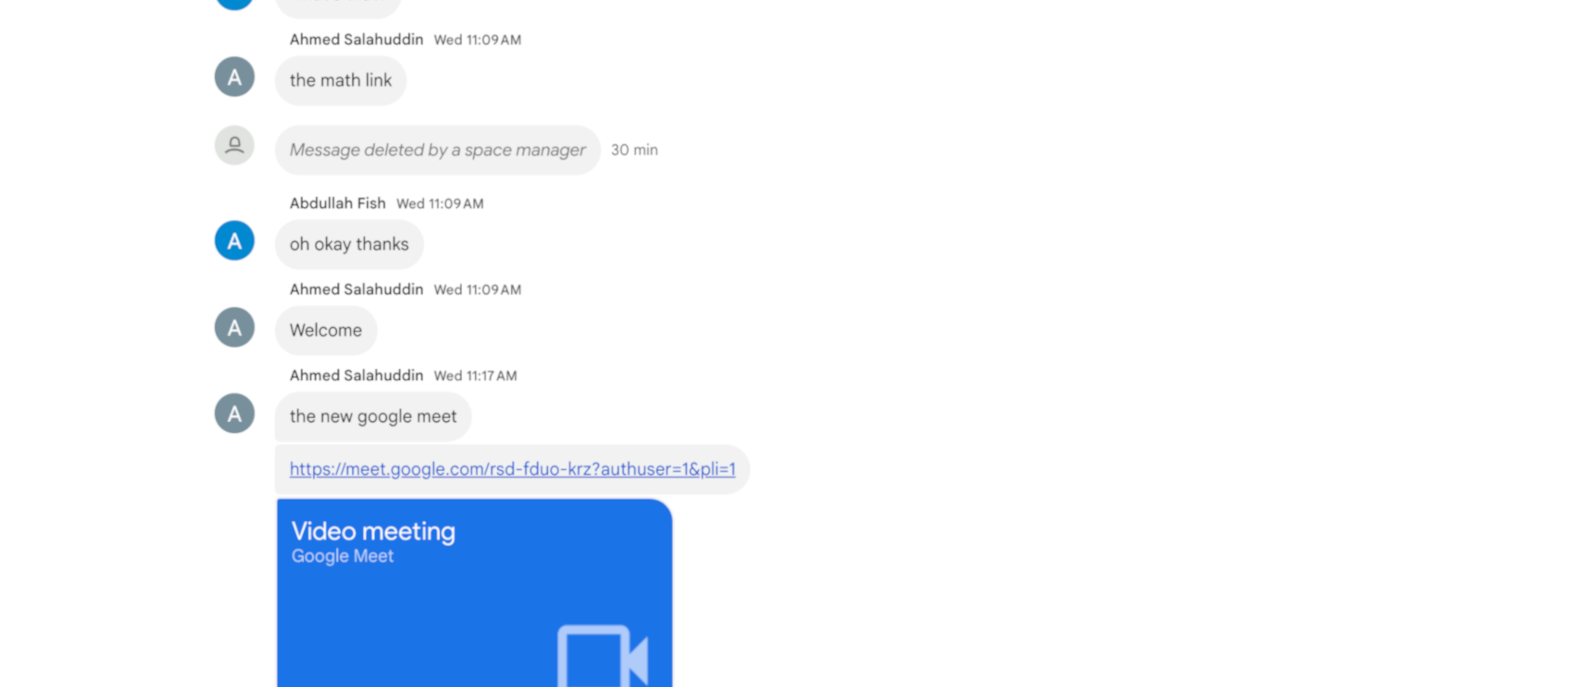 Ahmed Salahuddin Wed 11:09 AM
A
the math link
Message deleted by a space manager 30 min
Abdullah Fish Wed 11:09 AM
A
oh okay thanks
Ahmed Salahuddin Wed 11:09 AM
A
Welcome
Ahmed Salahuddin Wed 11:17 AM
A
the new google meet
https://meet.google.com/rsd-fduo-krz?authuser=1&pli=1
Video meeting
Google Meet